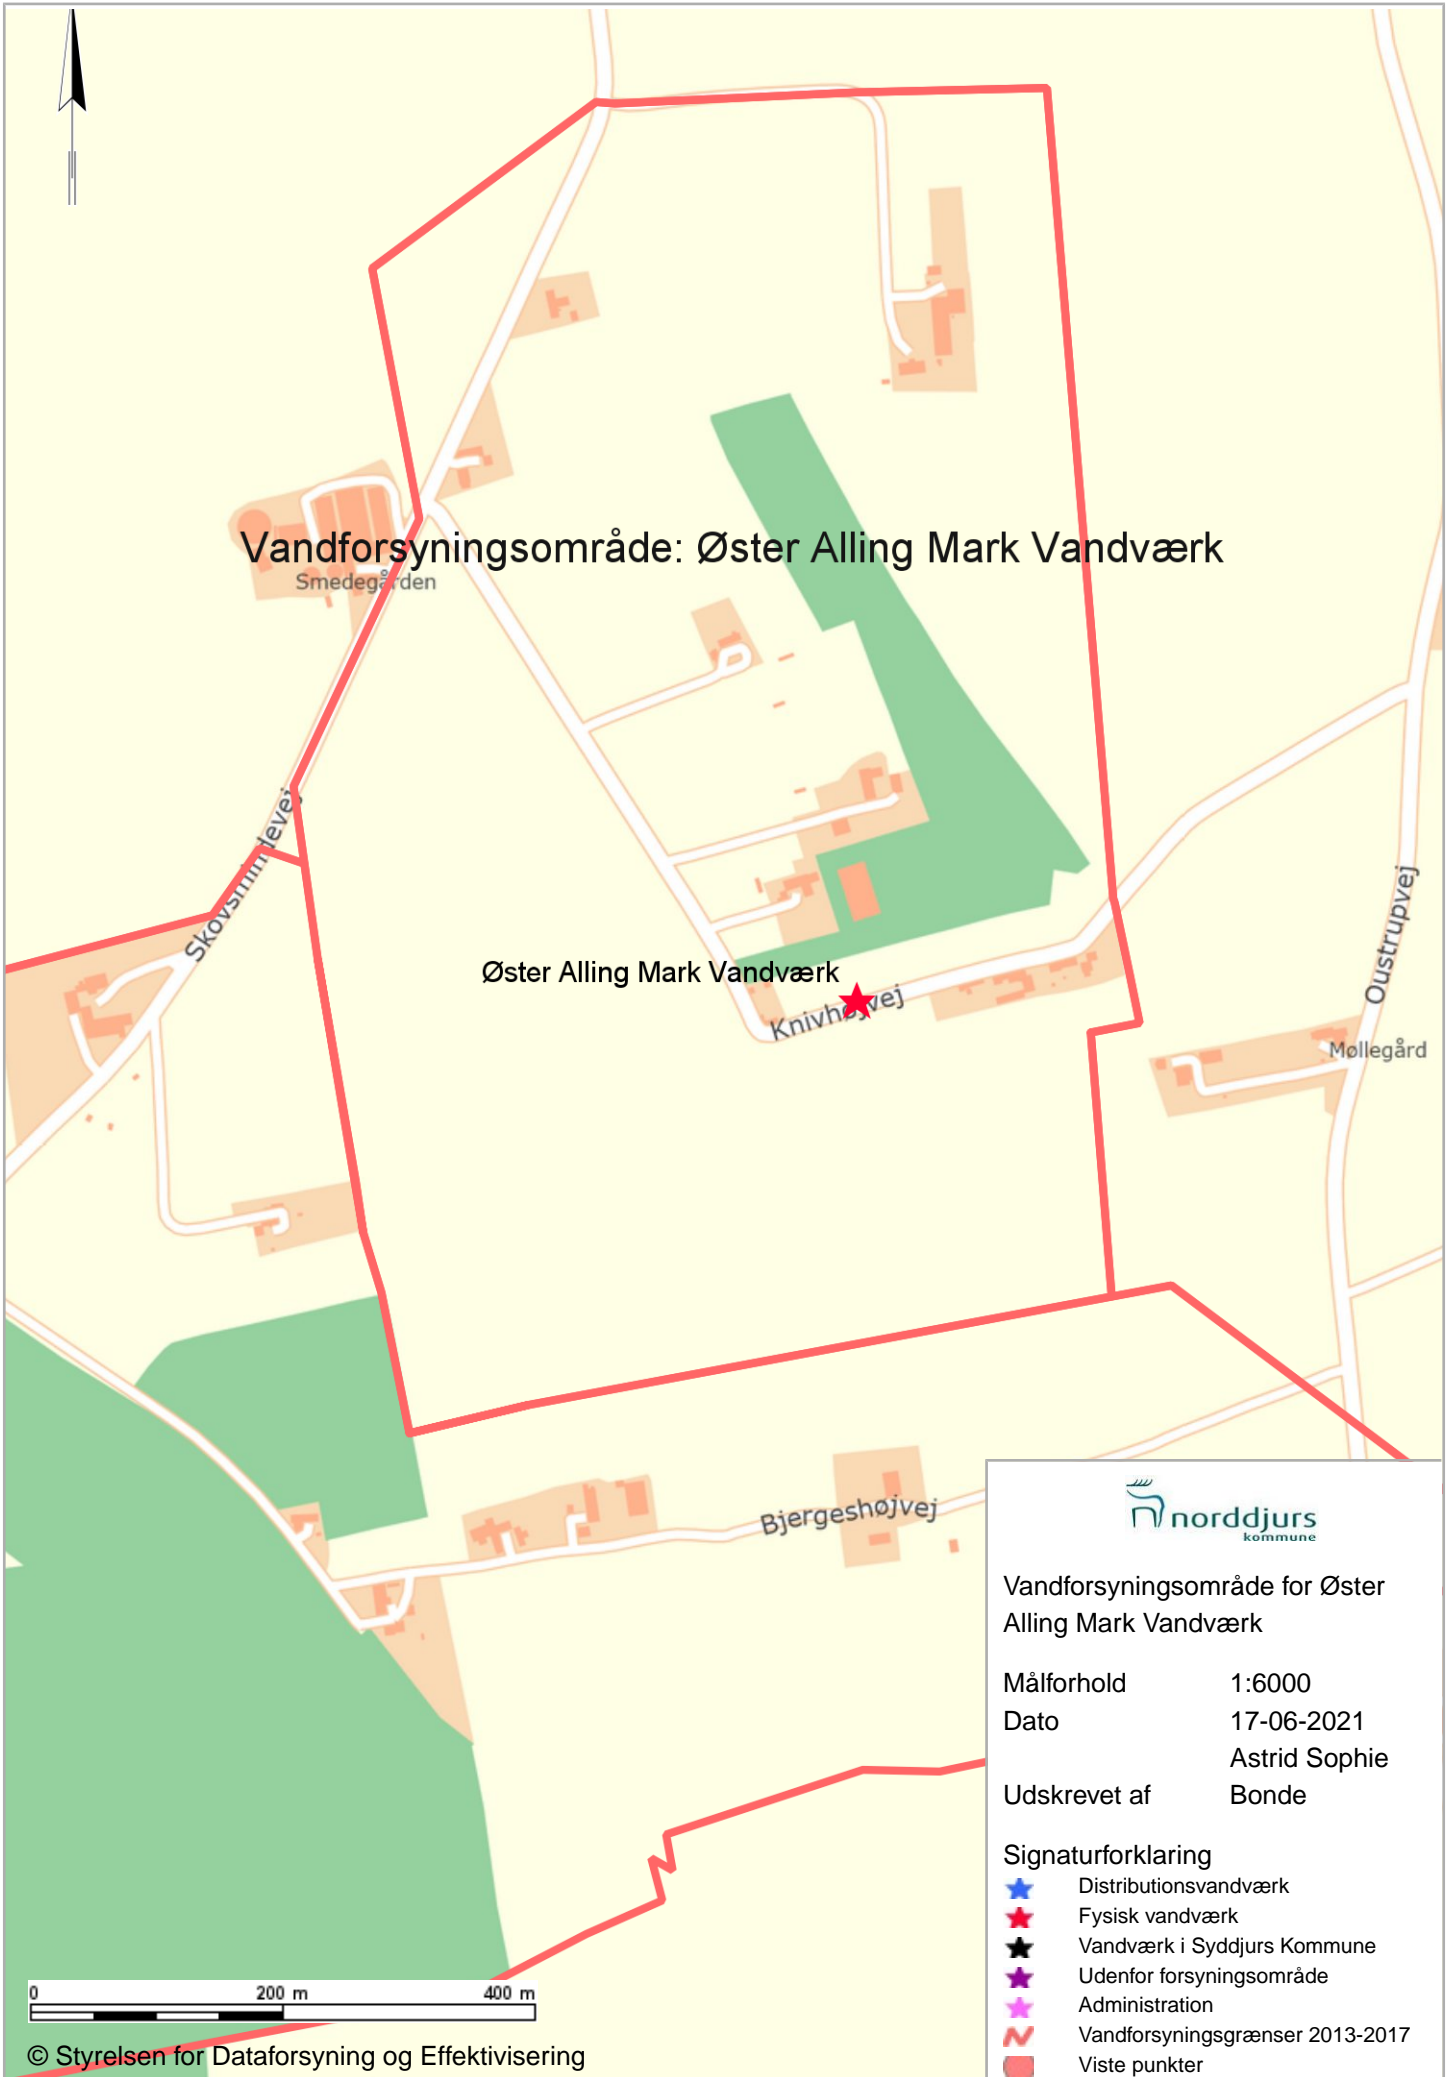 Vandforsyningsområde: Øster Alling Mark Vandværk
Smedegården
Skovsmindevej
Øster Alling Mark Vandværk
Knivhøjvej
Oustrupvej
Møllegård
Bjergeshøjvej
norddjurs
kommune
Vandforsyningsområde for Øster
Alling Mark Vandværk
Målforhold 1:6000
Dato 17-06-2021
Astrid Sophie
Udskrevet af Bonde
Signaturforklaring
Distributionsvandværk
Fysisk vandværk
Vandværk i Syddjurs Kommune
Udenfor forsyningsområde
Administration
Vandforsyningsgrænser 2013-2017
Viste punkter
0 200 m 400 m
© Styrelsen for Dataforsyning og Effektivisering